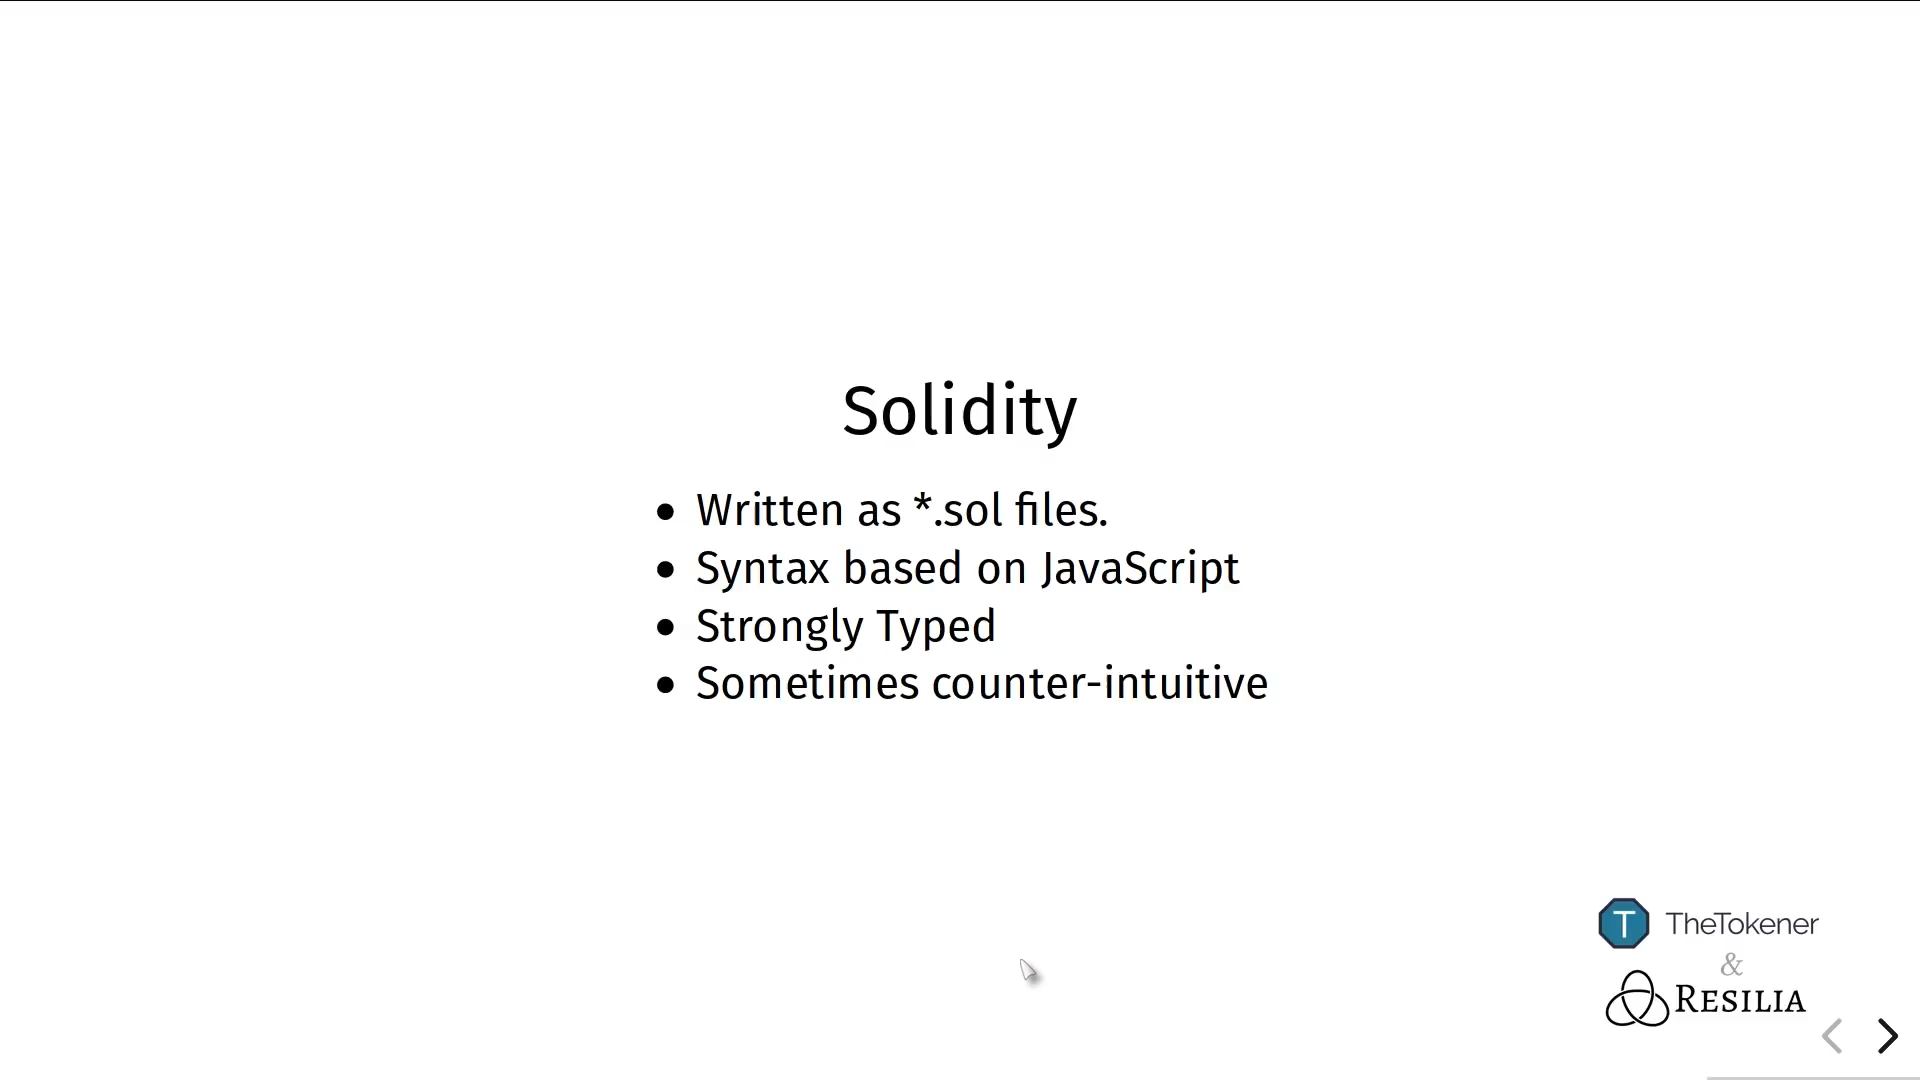 Solidity
Written as *.sol files.
Syntax based on JavaScript
Strongly Typed
Sometimes counter-intuitive
T TheTokener
&
RESILIA